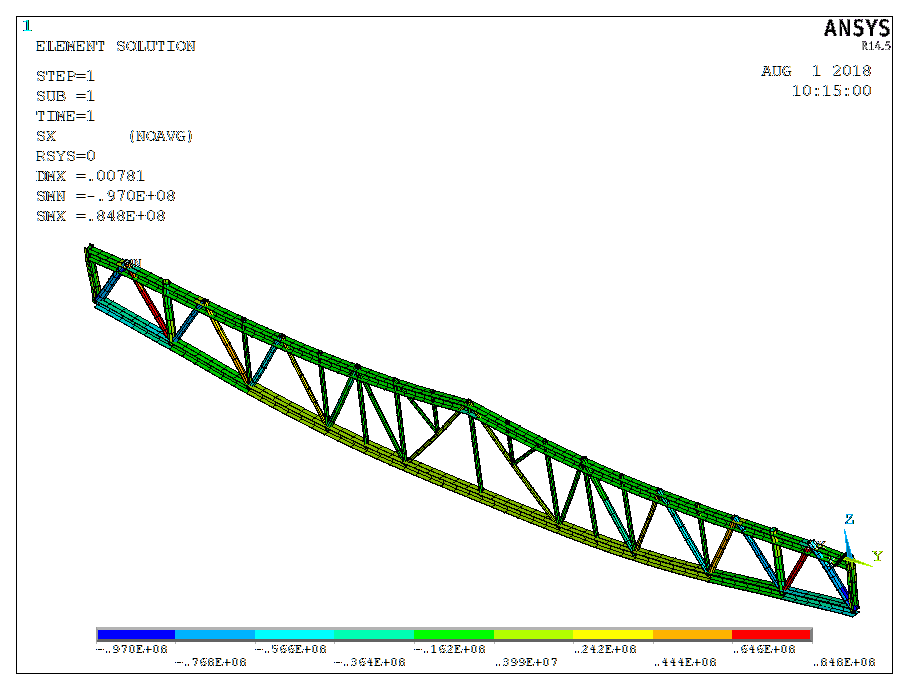 1
ANSYS
R14.5
ELEMENT SOLUTION
AUG 1 2018
10:15:00
STEP=1
SUB =1
TIME=1
SX (NOAVG)
RSYS=0
DMX =.00781
SMN =-.970E+08
SMX =.848E+08
Z
Y
-.970E+08
-.768E+08
-.566E+08
-.364E+08
-.162E+08
.399E+07
.242E+08
.444E+08
.646E+08
.848E+08